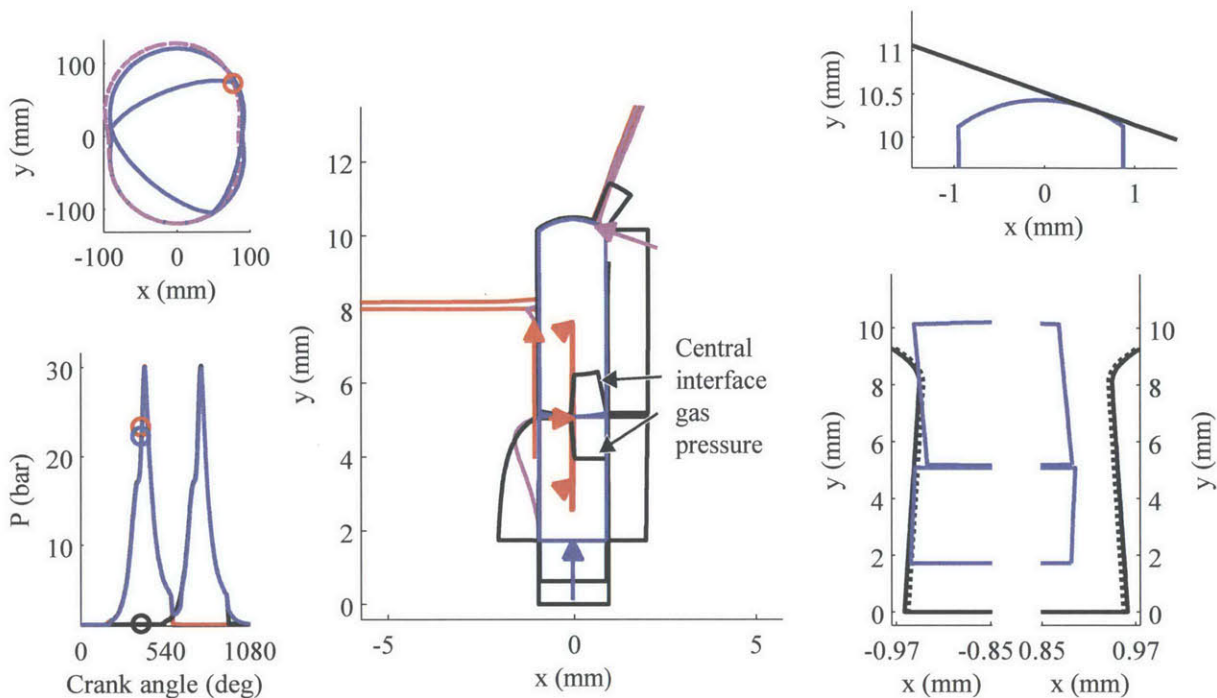 100
0
-100
y (mm)
-100
0
100
x (mm)
30
20
10
P (bar)
0
540
1080
Crank angle (deg)
12
10
8
6
4
2
0
y (mm)
-5
0
5
x (mm)
Central
interface
gas
pressure
11
10.5
10
y (mm)
-1
0
1
x (mm)
10
8
6
4
2
0
y (mm)
-0.97
-0.85
x (mm)
0.85
0.97
x (mm)
10
8
6
4
2
0
y (mm)